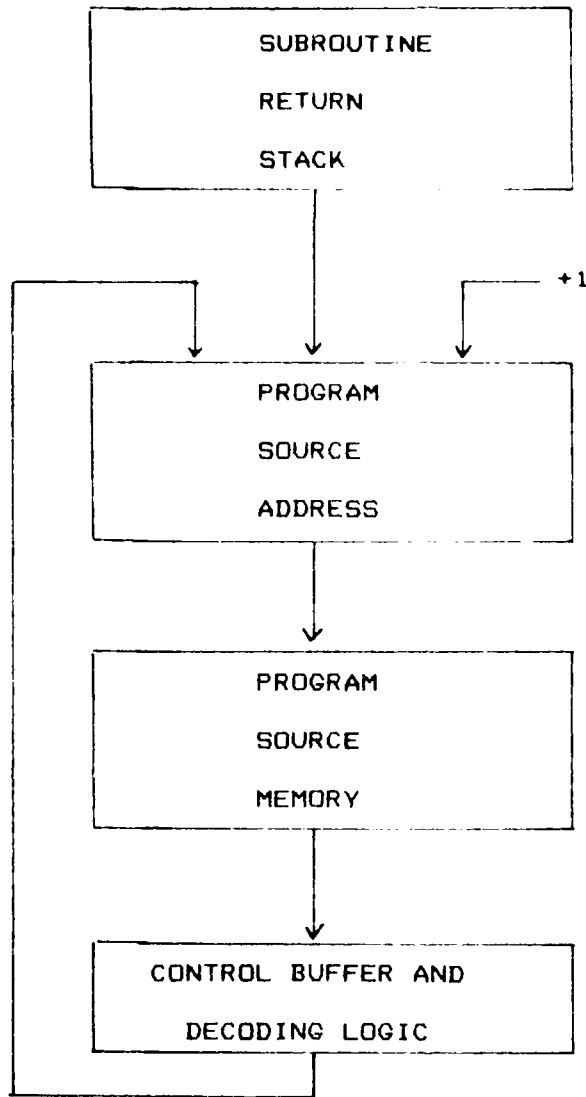 SUBROUTINE
RETURN
STACK
+1
PROGRAM
SOURCE
ADDRESS
PROGRAM
SOURCE
MEMORY
CONTROL BUFFER AND
DECODING LOGIC